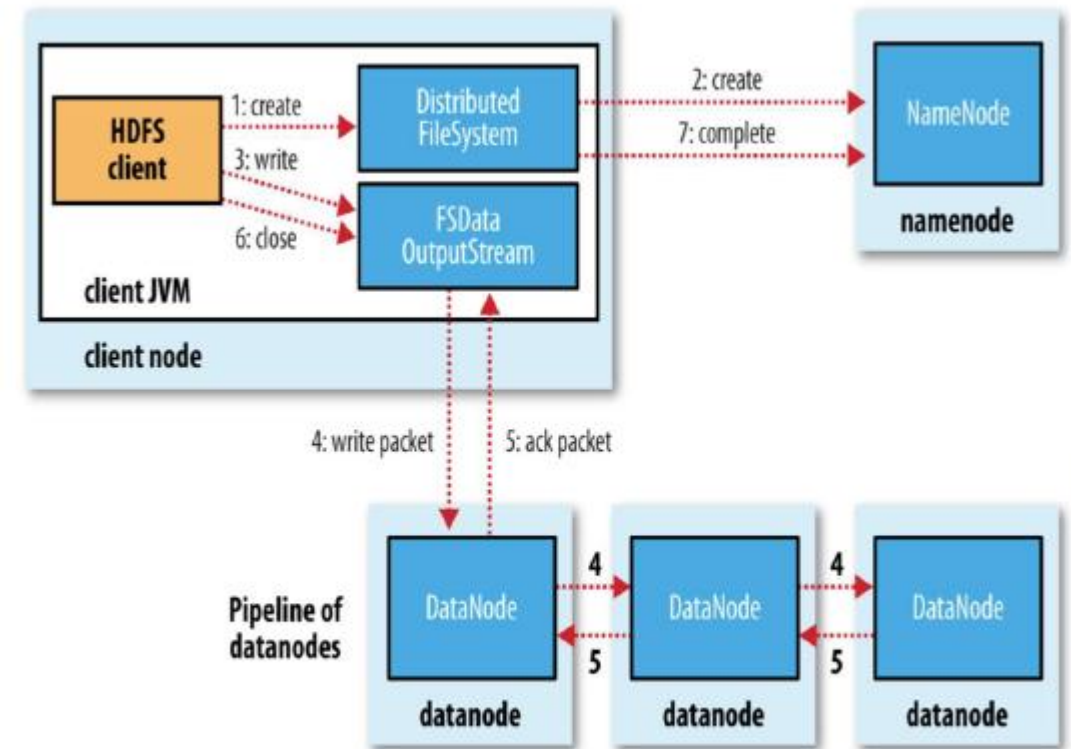 1: create
2: create
7: complete
HDFS
client
Distributed
FileSystem
NameNode
3: write
6: close
FSData
OutputStream
namenode
client JVM
client node
4: write packet
5: ack packet
Pipeline of
datanodes
DataNode
4
5
DataNode
4
5
DataNode
datanode
datanode
datanode